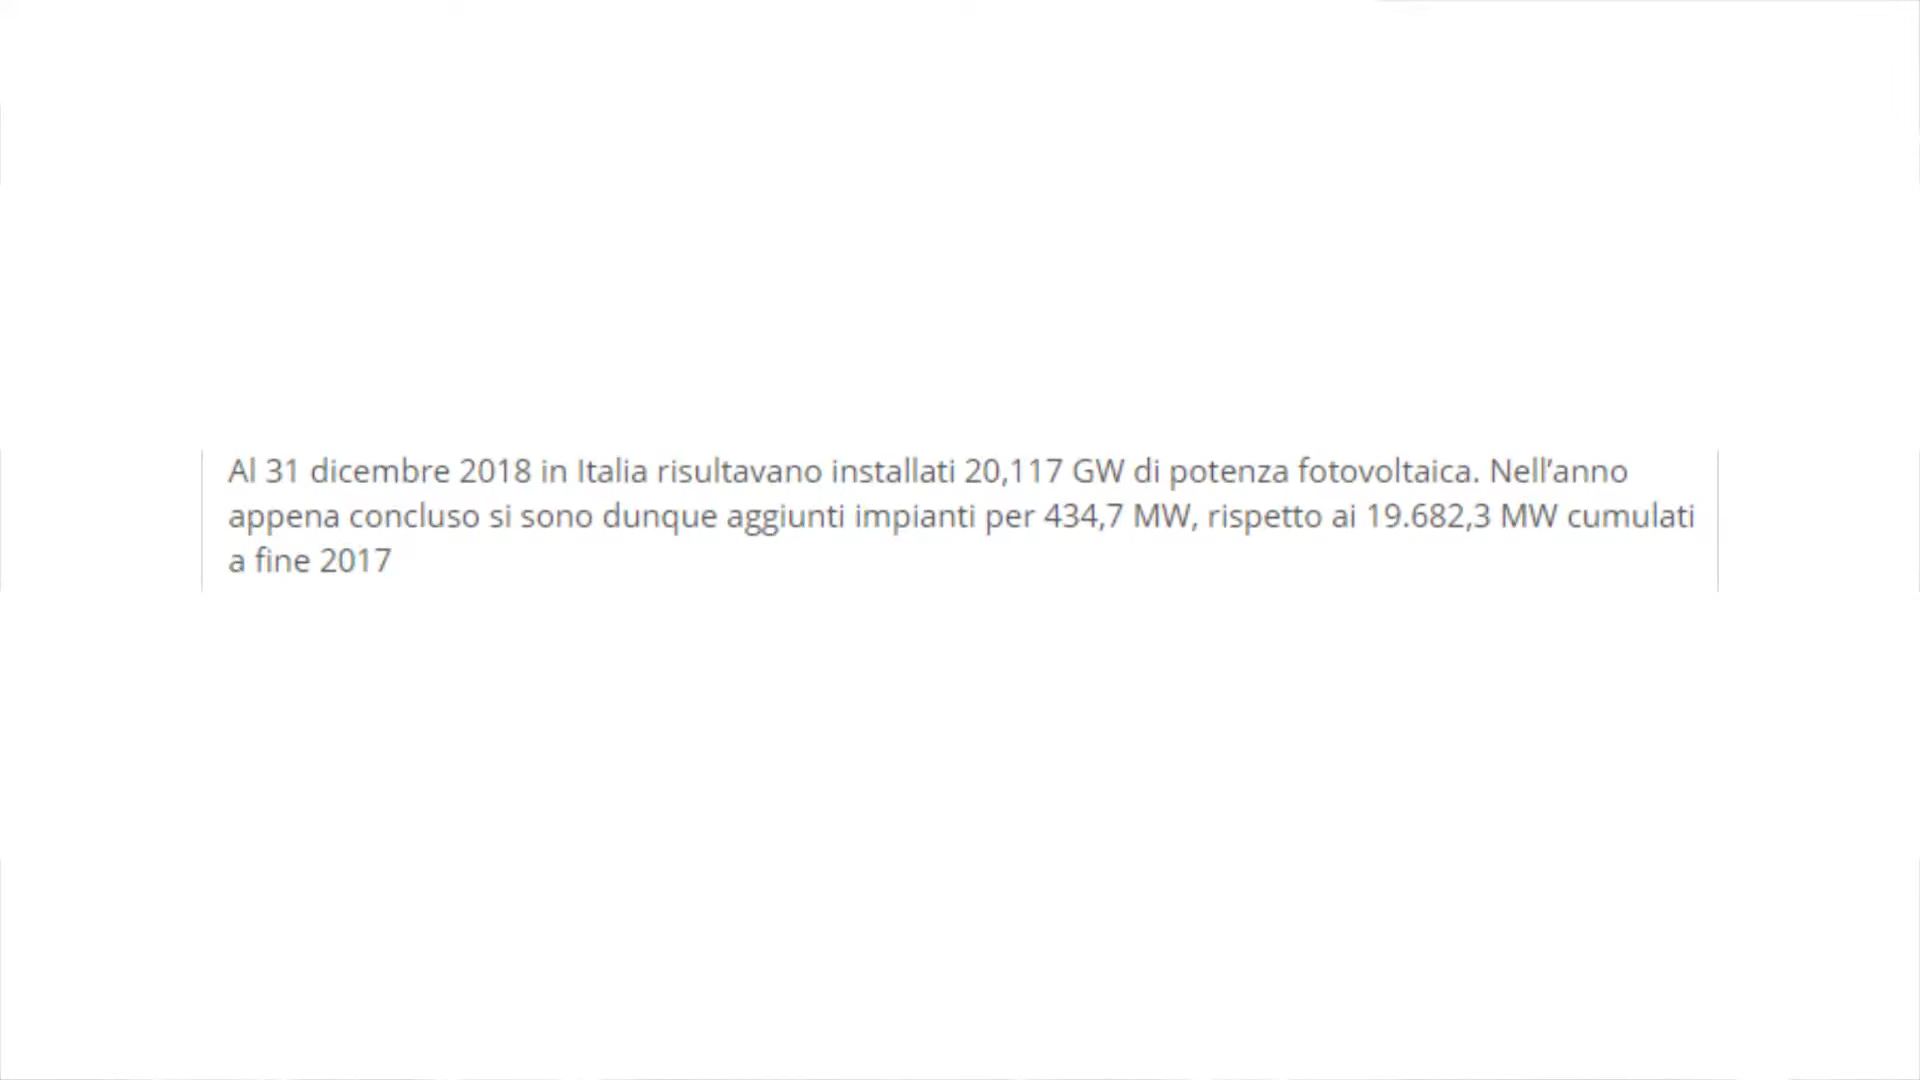 Al 31 dicembre 2018 in Italia risultavano installati 20,117 GW di potenza fotovoltaica. Nell’anno
appena concluso si sono dunque aggiunti impianti per 434,7 MW, rispetto ai 19.682,3 MW cumulati
a fine 2017